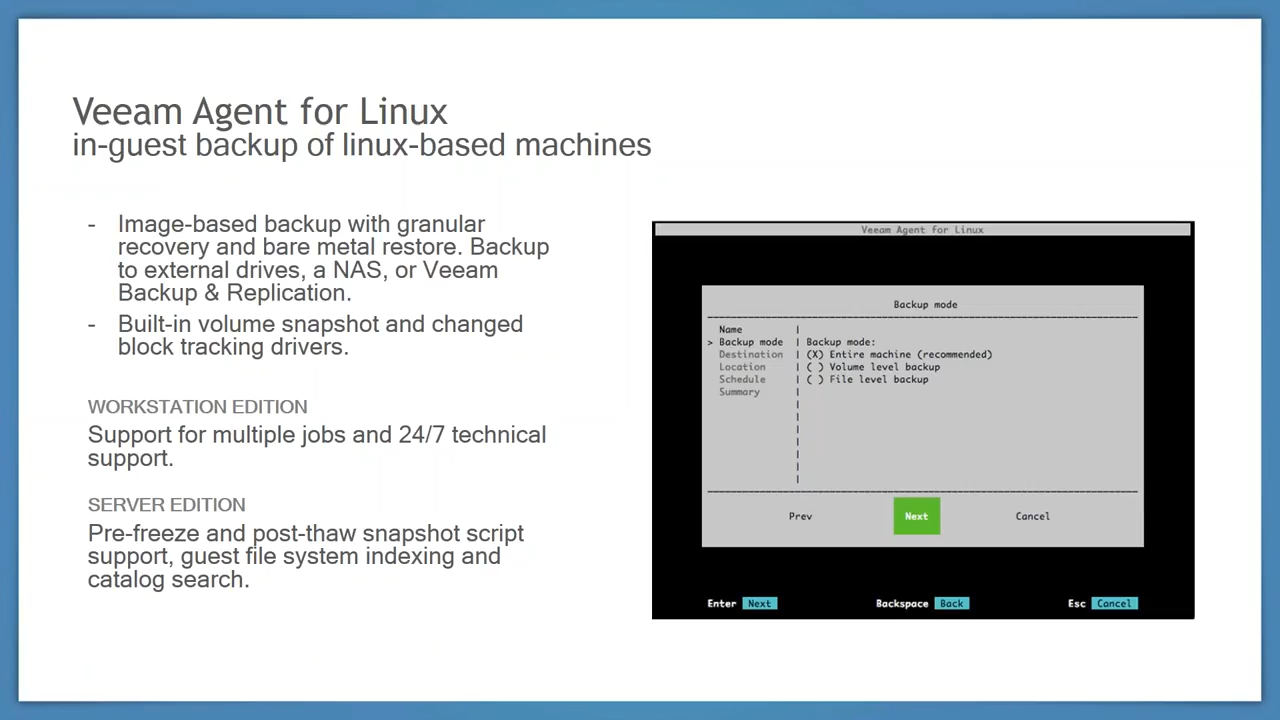 Veeam Agent for Linux
in-guest backup of linux-based machines
- Image-based backup with granular
recovery and bare metal restore. Backup
to external drives, a NAS, or Veeam
Backup & Replication.
- Built-in volume snapshot and changed
block tracking drivers.
WORKSTATION EDITION
Support for multiple jobs and 24/7 technical
support.
SERVER EDITION
Pre-freeze and post-thaw snapshot script
support, guest file system indexing and
catalog search.
Veeam Agent for Linux
Backup mode
Name
> Backup mode | Backup mode:
Destination | (X) Entire machine (recommended)
Location | ( ) Volume level backup
Schedule | ( ) File level backup
Summary
Prev Next Cancel
Enter Next Backspace Back Esc Cancel